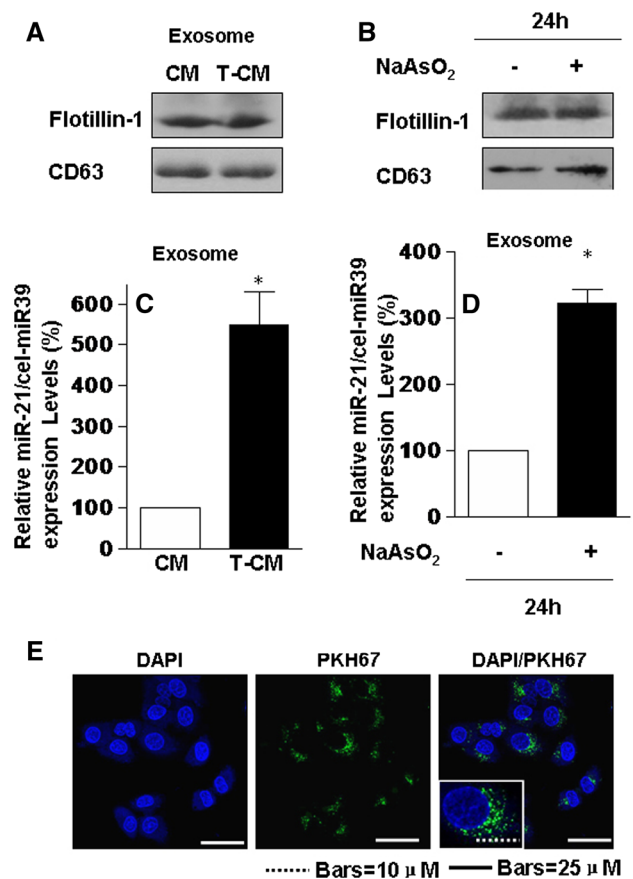 A
Exosome
CM T-CM
Flotillin-1
CD63
B
24h
NaAsO₂ - +
Flotillin-1
CD63
C
Exosome
*
Relative miR-21/cel-miR39
expression Levels (%)
600
500
400
300
200
100
0
CM T-CM
D
Exosome
*
Relative miR-21/cel-miR39
expression Levels (%)
400
300
200
100
0
NaAsO₂ - +
24h
E
DAPI PKH67 DAPI/PKH67
Bars=10 μM Bars=25 μM